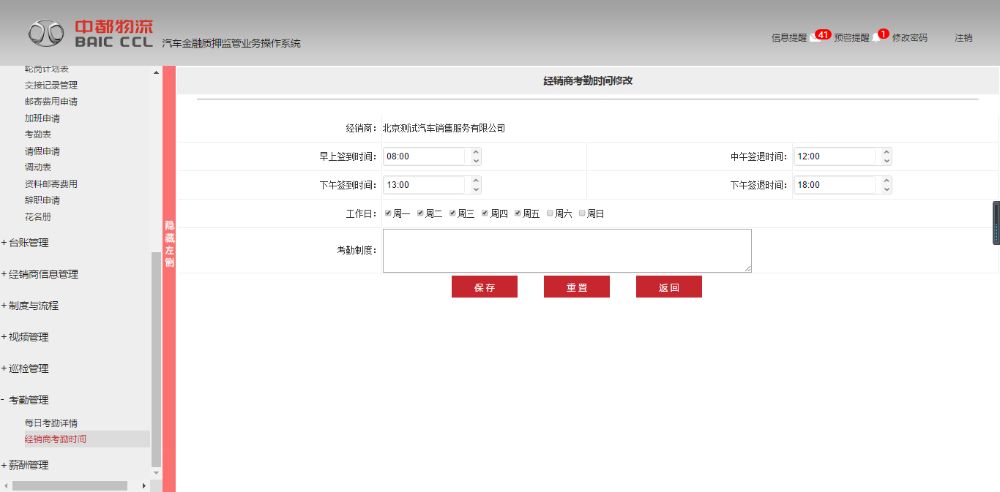 中都物流
BAIC CCL
汽车金融质押监管业务操作系统
信息提醒 41 预警提醒 1 修改密码 注销
轮岗计划表
交接记录管理
邮寄费用申请
加班申请
考勤表
请假申请
调动表
资料邮寄费用
辞职申请
花名册
+ 台账管理
+ 经销商信息管理
+ 制度与流程
+ 视频管理
+ 巡检管理
- 考勤管理
每日考勤详情
经销商考勤时间
+ 薪酬管理
隐藏左侧
经销商考勤时间修改
经销商： 北京测试汽车销售服务有限公司
早上签到时间： 08:00 中午签退时间： 12:00
下午签到时间： 13:00 下午签退时间： 18:00
工作日： 周一 周二 周三 周四 周五 周六 周日
考勤制度：
保 存 重 置 返 回